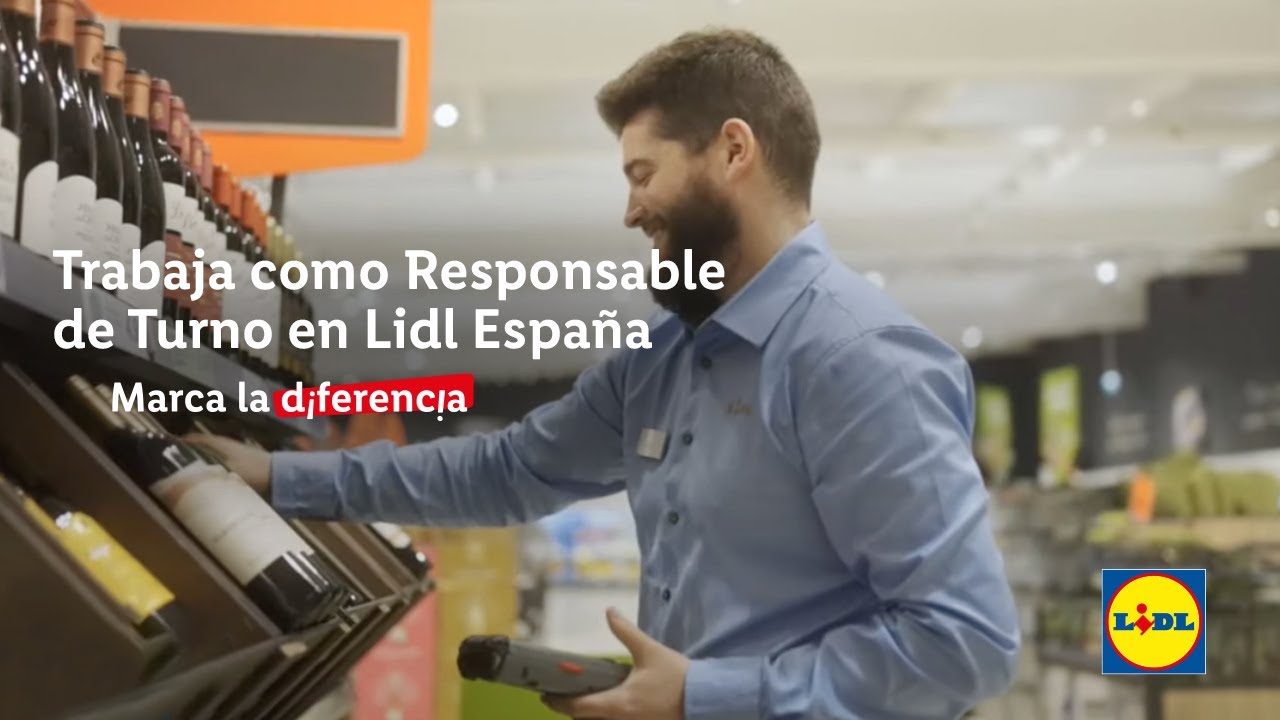 Trabaja como Responsable
de Turno en Lidl España
Marca la diferencia
LIDL